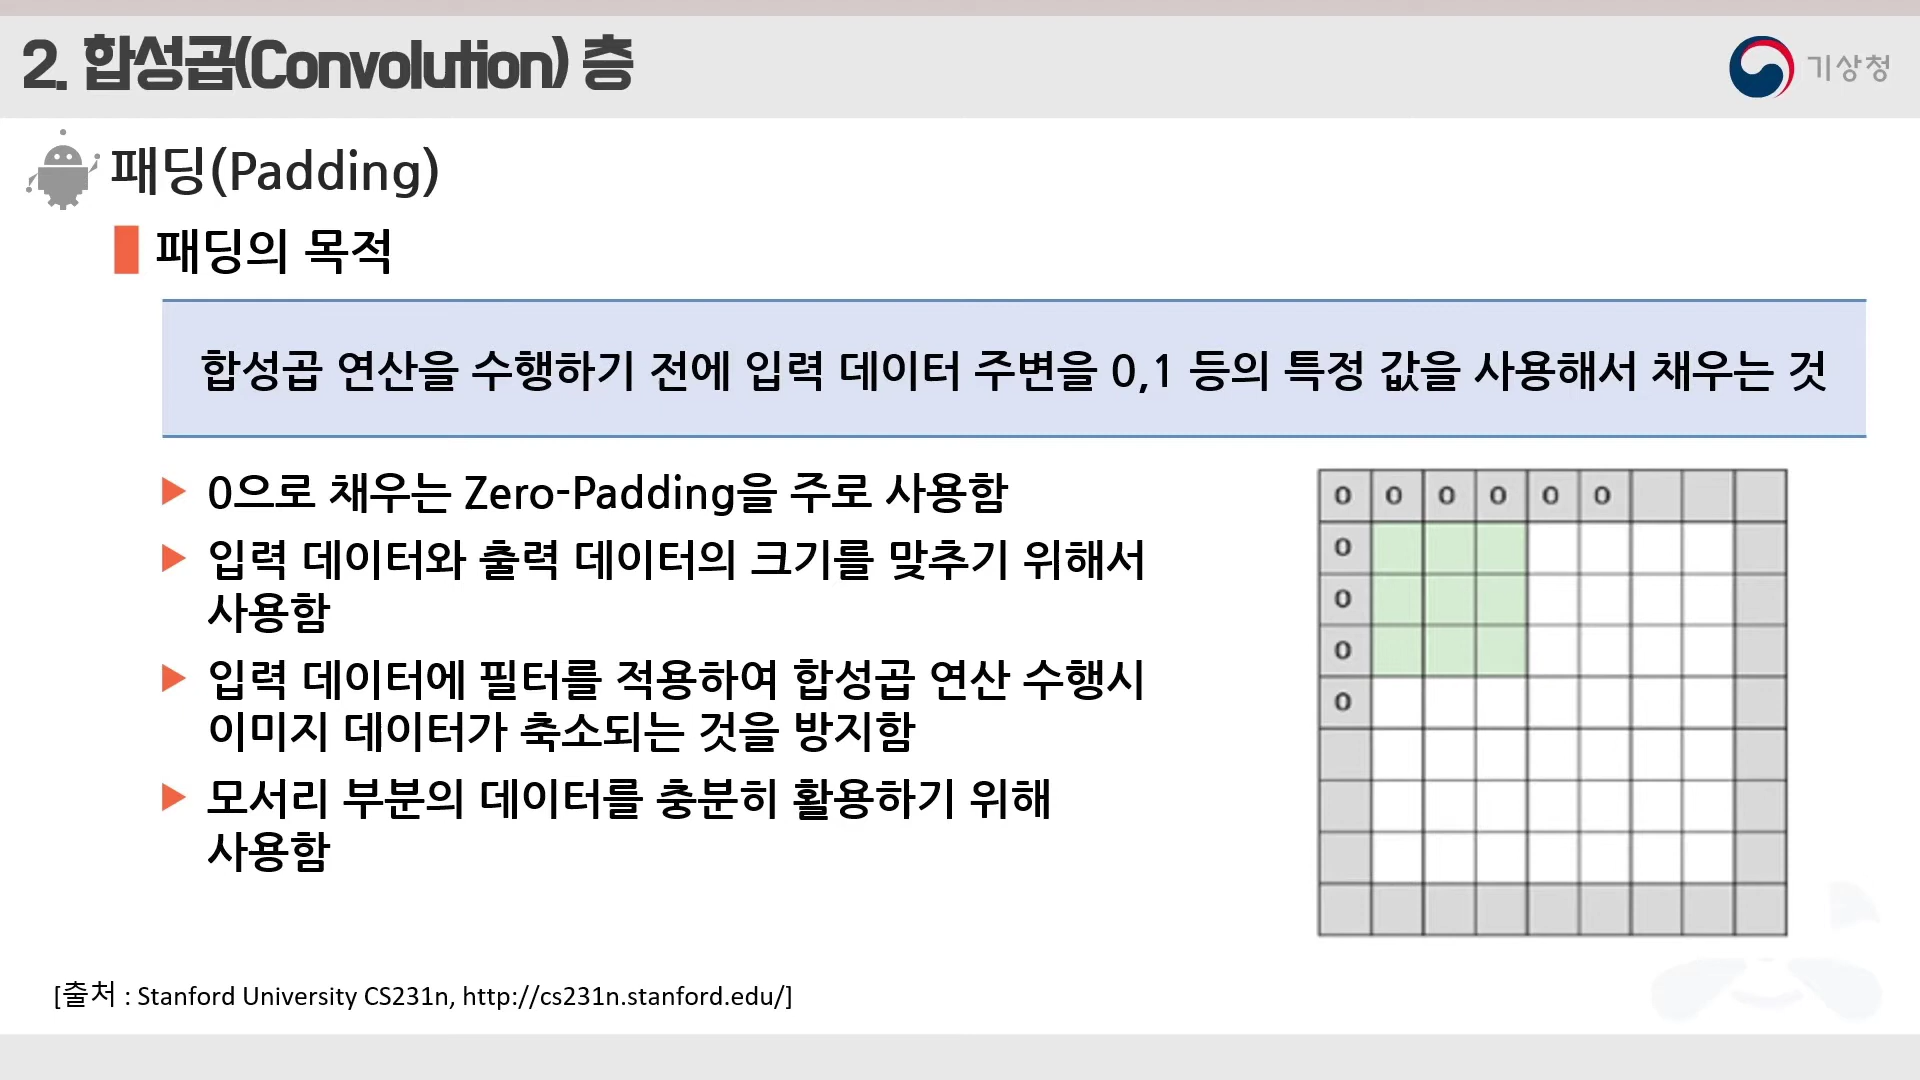 2. 합성곱(Convolution) 층
기상청
패딩(Padding)
패딩의 목적
합성곱 연산을 수행하기 전에 입력 데이터 주변을 0,1 등의 특정 값을 사용해서 채우는 것
0으로 채우는 Zero-Padding을 주로 사용함
입력 데이터와 출력 데이터의 크기를 맞추기 위해서
사용함
입력 데이터에 필터를 적용하여 합성곱 연산 수행시
이미지 데이터가 축소되는 것을 방지함
모서리 부분의 데이터를 충분히 활용하기 위해
사용함
0 0 0 0 0 0
0
0
0
0
[출처 : Stanford University CS231n, http://cs231n.stanford.edu/]